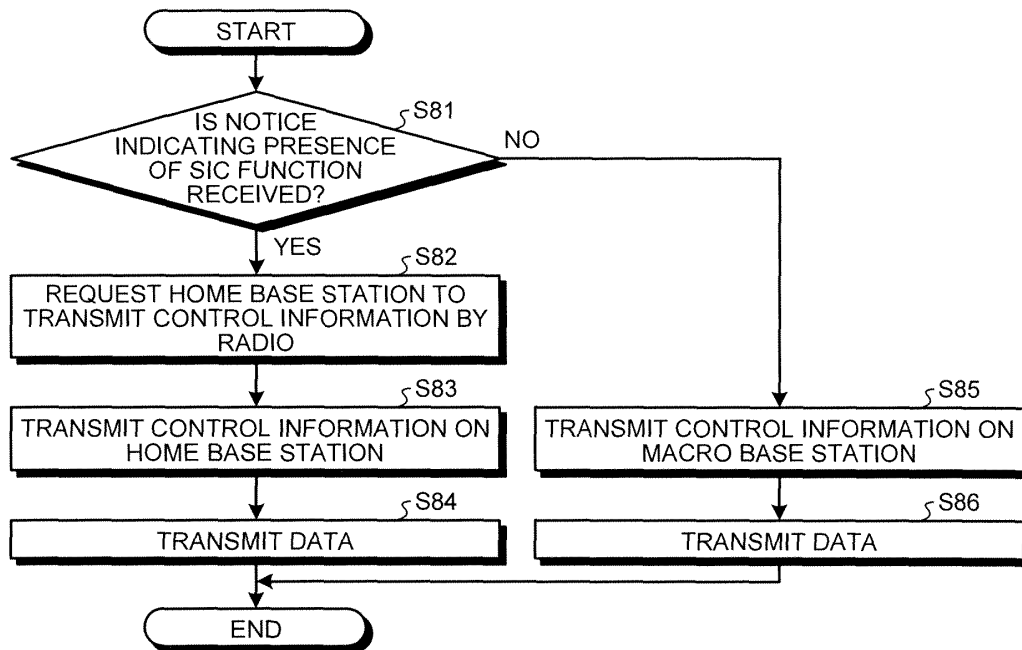 START
S81
IS NOTICE
INDICATING PRESENCE
OF SIC FUNCTION
RECEIVED?
NO
YES
S82
REQUEST HOME BASE STATION TO
TRANSMIT CONTROL INFORMATION BY
RADIO
S83
TRANSMIT CONTROL INFORMATION ON
HOME BASE STATION
S85
TRANSMIT CONTROL INFORMATION ON
MACRO BASE STATION
S84
TRANSMIT DATA
S86
TRANSMIT DATA
END